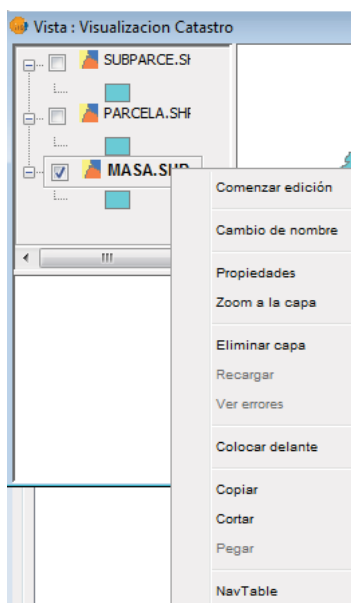 Vista : Visualizacion Catastro
SUBPARCE.SH
PARCELA.SHF
MASA.SHP
Comenzar edición
Cambio de nombre
Propiedades
Zoom a la capa
Eliminar capa
Recargar
Ver errores
Colocar delante
Copiar
Cortar
Pegar
NavTable